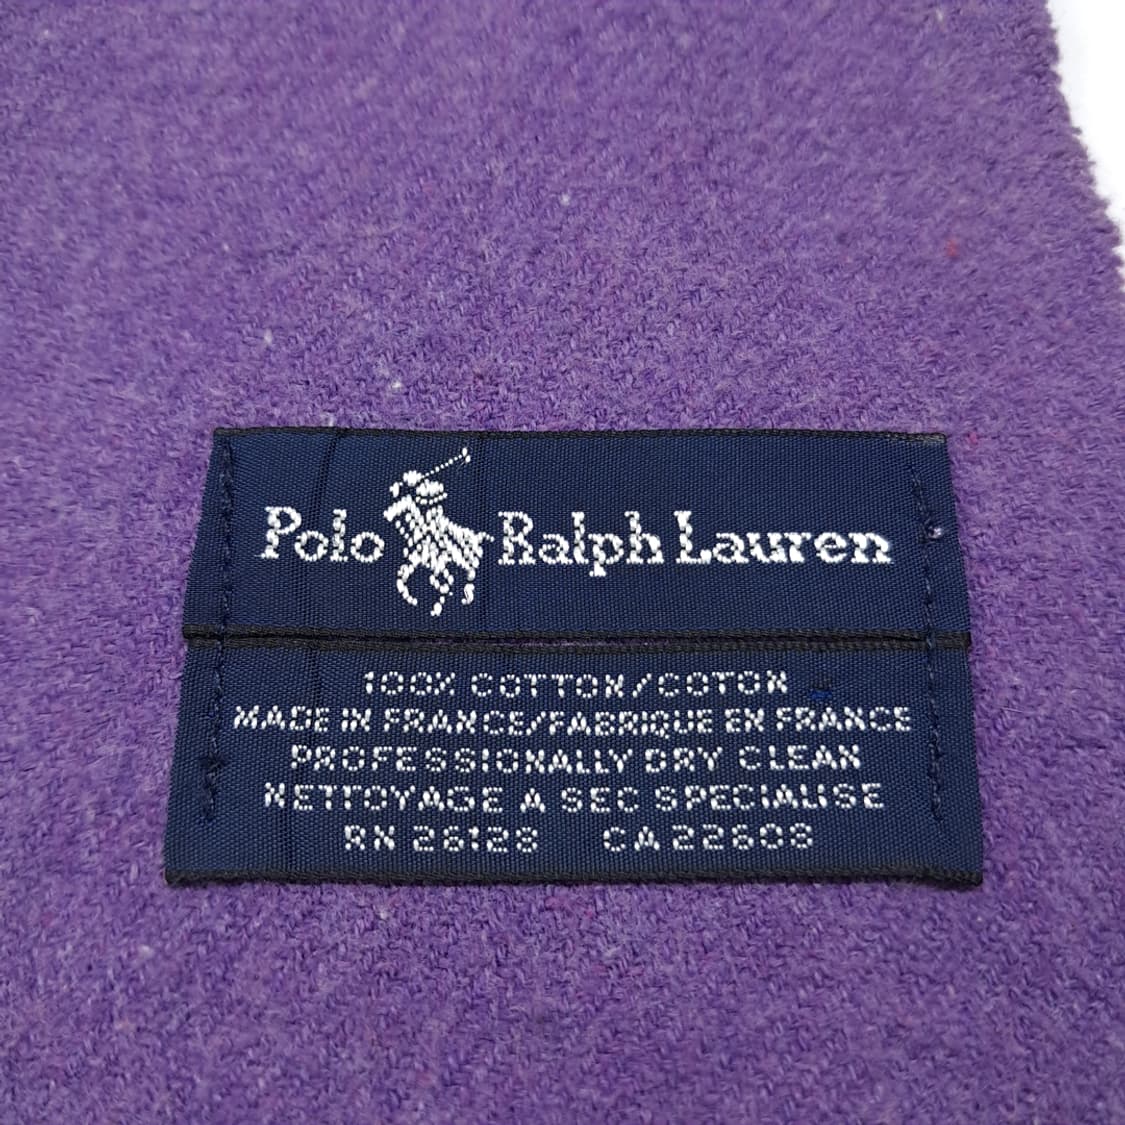 Polo Ralph Lauren
100% COTTON/COTON
MADE IN FRANCE/FABRIQUE EN FRANCE
PROFESSIONALLY DRY CLEAN
NETTOYAGE A SEC SPECIALISE
RN 26128 CA 22608